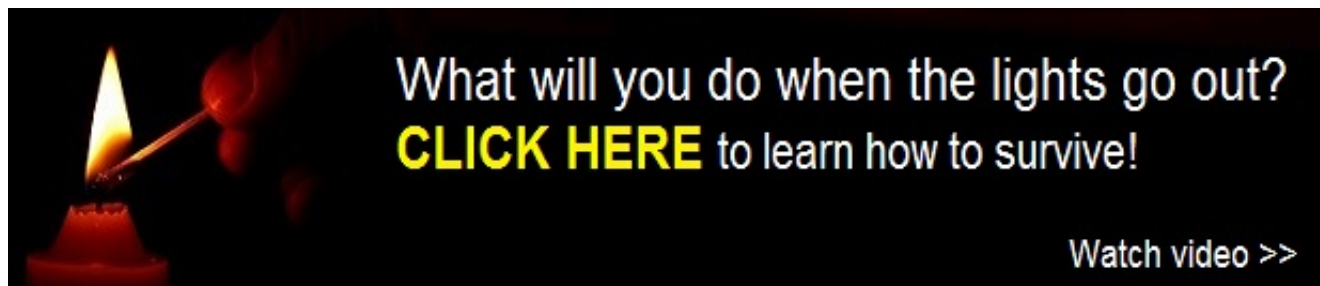 What will you do when the lights go out?
CLICK HERE to learn how to survive!
Watch video >>